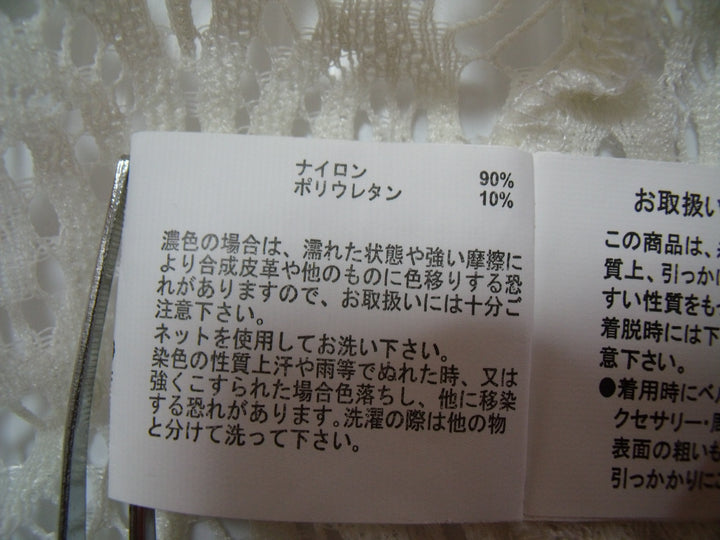 ナイロン 90%
ポリウレタン 10%
濃色の場合は、濡れた状態や強い摩擦に
より合成皮革や他のものに色移りする恐
れがありますので、お取扱いには十分ご
注意下さい。
ネットを使用してお洗い下さい。
染色の性質上汗や雨等でぬれた時、又は
強くこすられた場合色落ちし、他に移染
する恐れがあります。洗濯の際は他の物
と分けて洗って下さい。
お取扱い
この商品は、
質上、引っか
すい性質をも
着脱時には下
意下さい。
●着用時にベ
クセサリー・
表面の粗いも
引っかかりに